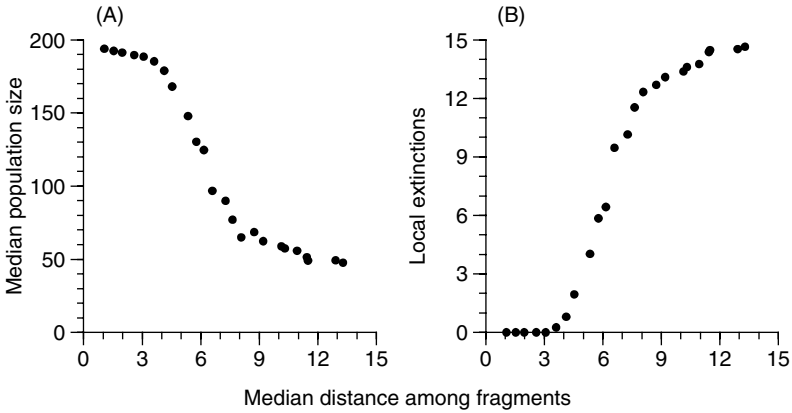 (A)
(B)
Median population size
200
150
100
50
0
0 3 6 9 12 15
Local extinctions
15
12
9
6
3
0
0 3 6 9 12 15
Median distance among fragments